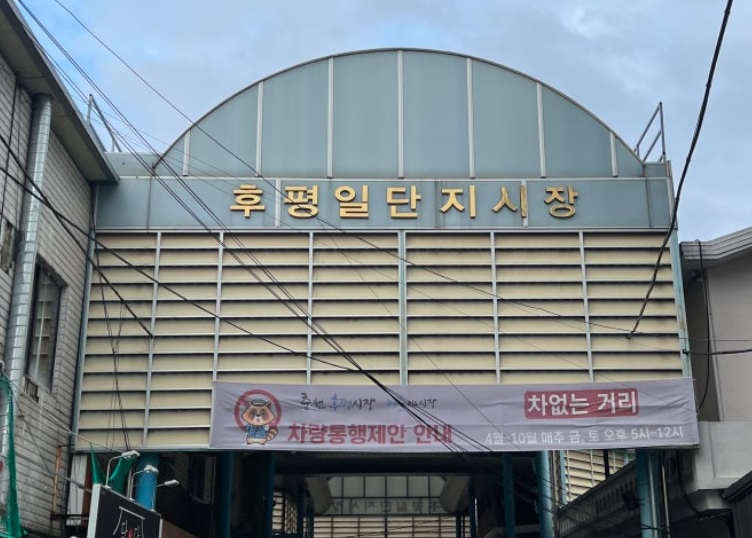 후평일단지시장
춘천 후평시장
차없는 거리
차량통행제안 안내
4월~10월 매주 금, 토 오후 5시~12시